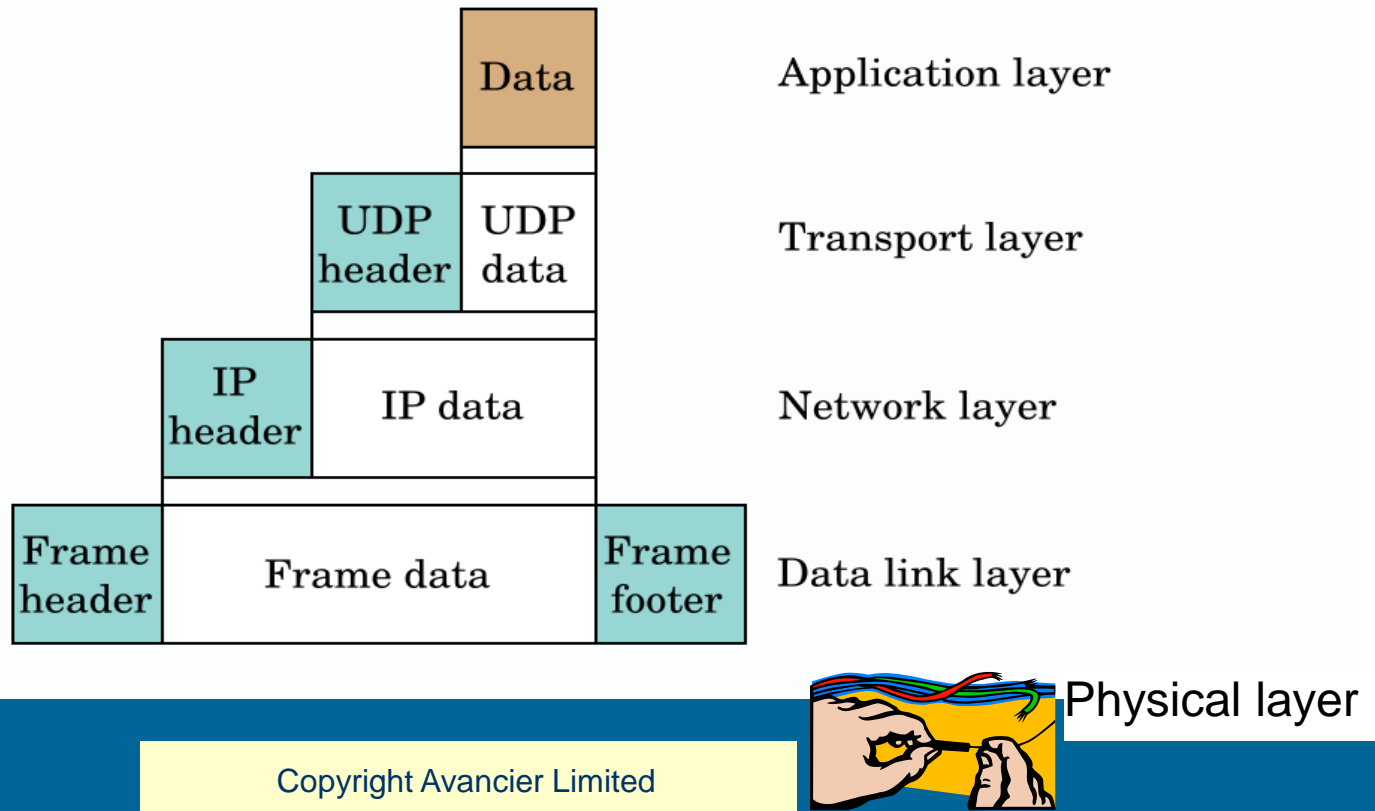 Data
Application layer
UDP
header
UDP
data
Transport layer
IP
header
IP data
Network layer
Frame
header
Frame data
Frame
footer
Data link layer
Physical layer
Copyright Avancier Limited